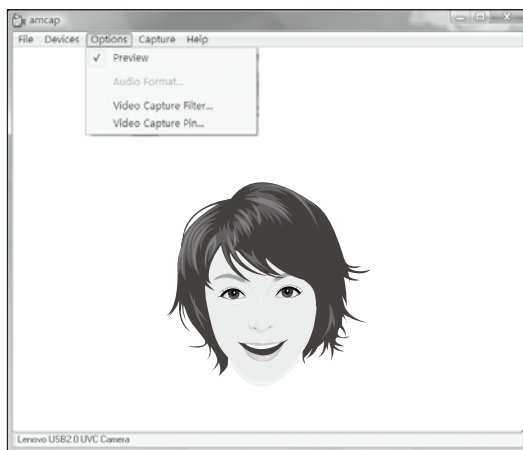 amcap
File Devices Options Capture Help
✓ Preview
Audio Format...
Video Capture Filter...
Video Capture Pin...
Lenovo USB2.0 UVC Camera